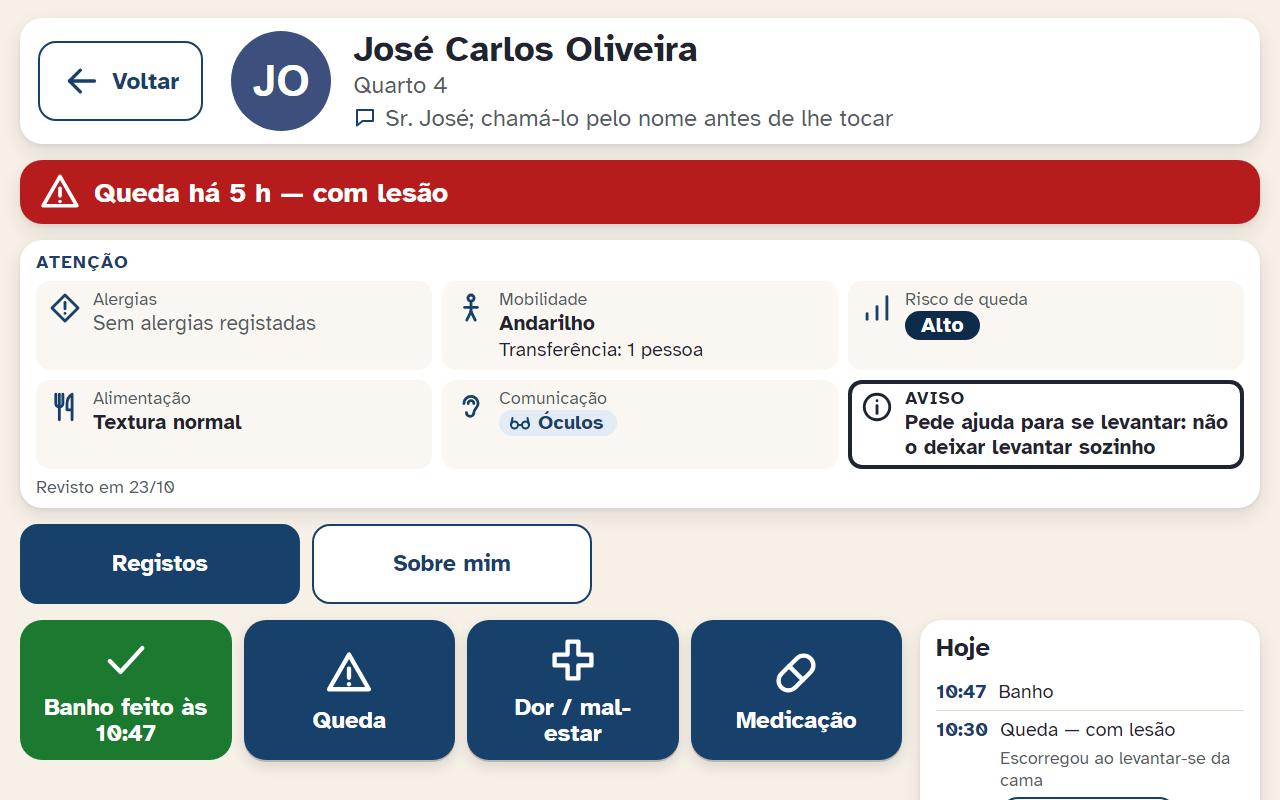 Voltar
JO
José Carlos Oliveira
Quarto 4
Sr. José; chamá-lo pelo nome antes de lhe tocar
Queda há 5 h — com lesão
ATENÇÃO
Alergias
Sem alergias registadas
Mobilidade
Andarilho
Transferência: 1 pessoa
Risco de queda
Alto
Alimentação
Textura normal
Comunicação
Óculos
AVISO
Pede ajuda para se levantar: não
o deixar levantar sozinho
Revisto em 23/10
Registos
Sobre mim
Banho feito às
10:47
Queda
Dor / mal-
estar
Medicação
Hoje
10:47 Banho
10:30 Queda — com lesão
Escorregou ao levantar-se da
cama